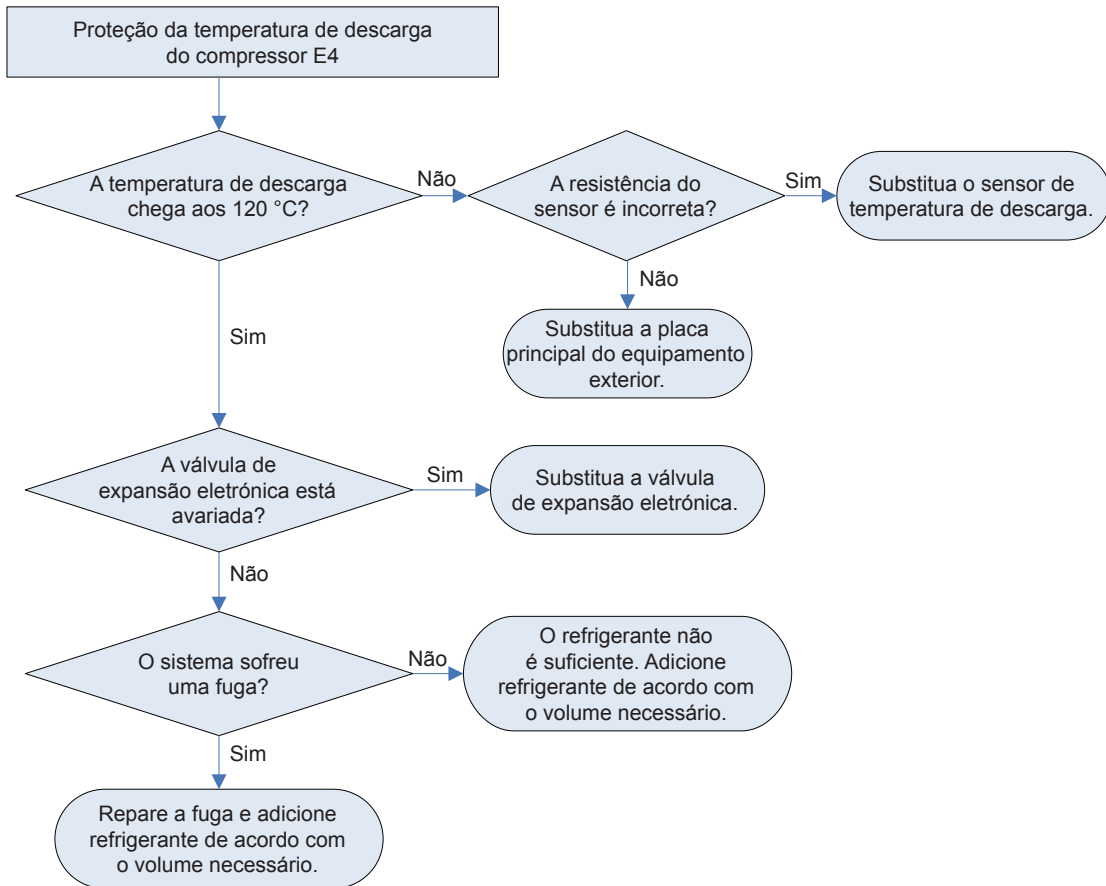 Proteção da temperatura de descarga
do compressor E4
A temperatura de descarga
chega aos 120 °C?
Não
A resistência do
sensor é incorreta?
Sim
Substitua o sensor de
temperatura de descarga.
Não
Substitua a placa
principal do equipamento
exterior.
Sim
A válvula de
expansão eletrónica está
avariada?
Sim
Substitua a válvula
de expansão eletrónica.
Não
O sistema sofreu
uma fuga?
Não
O refrigerante não
é suficiente. Adicione
refrigerante de acordo com
o volume necessário.
Sim
Repare a fuga e adicione
refrigerante de acordo com
o volume necessário.